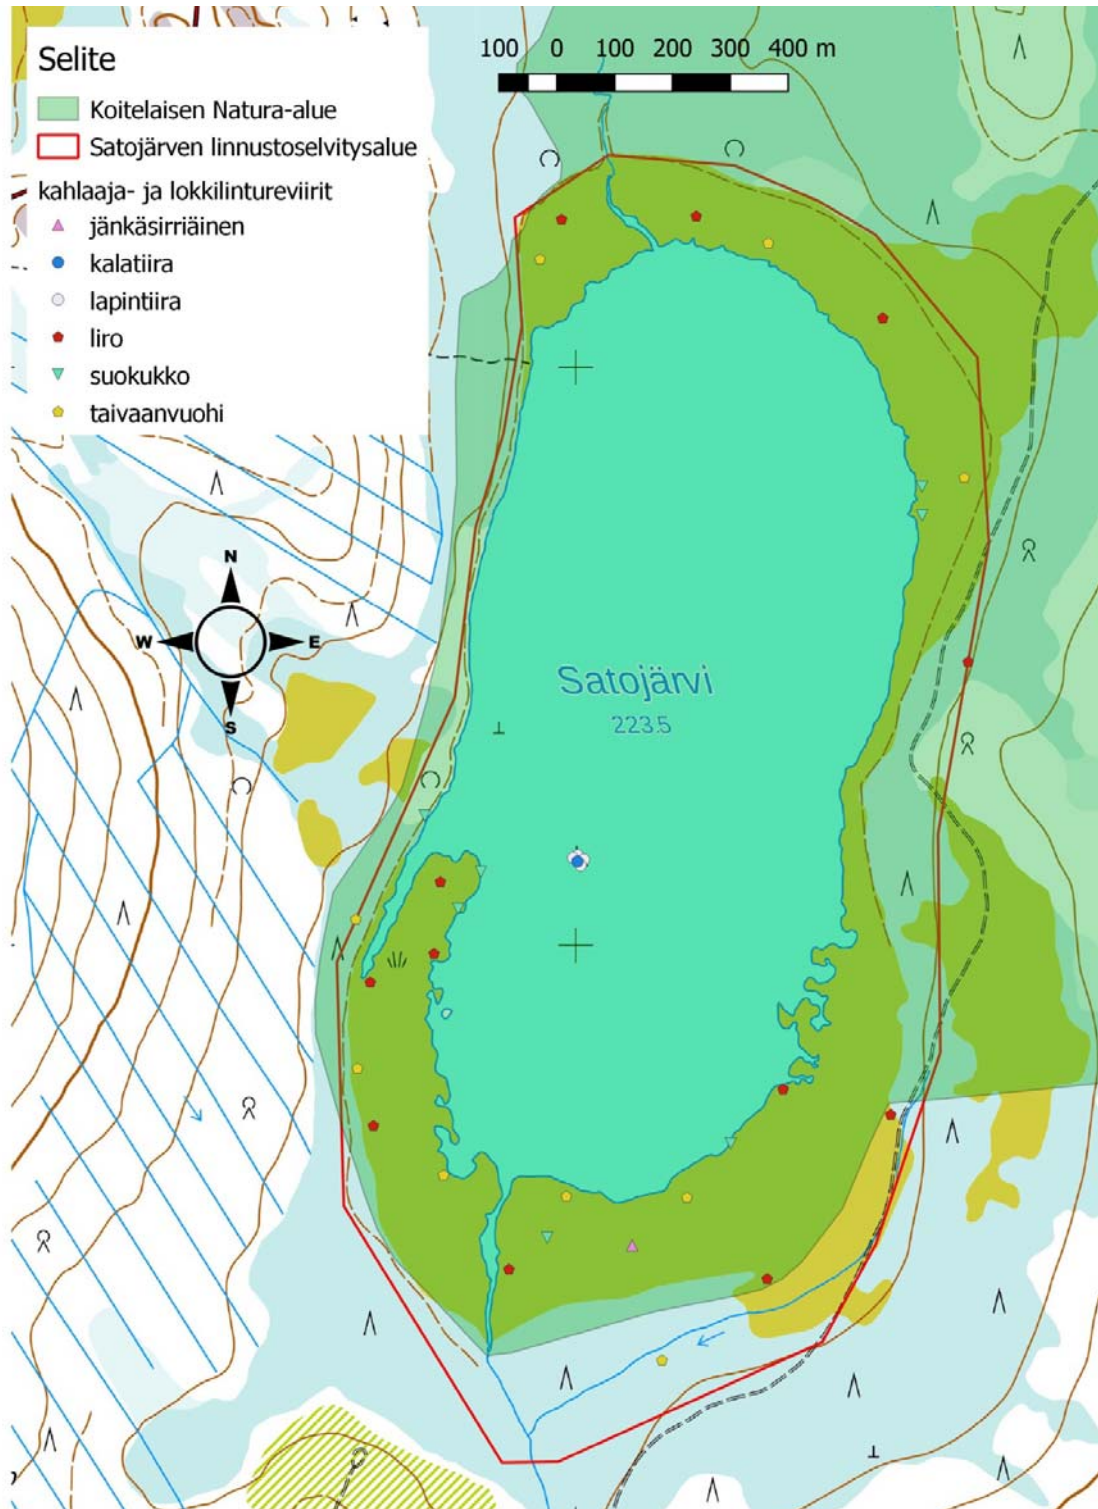 Selite
Koitelaisen Natura-alue
Satojärven linnustoselvitysalue
kahlaaja- ja lokkilintureviirit
jänkäsirriäinen
kalatiira
lapintiira
liro
suokukko
taivaanvuohi
100 0 100 200 300 400 m
N
W E
S
Satojärvi
223.5